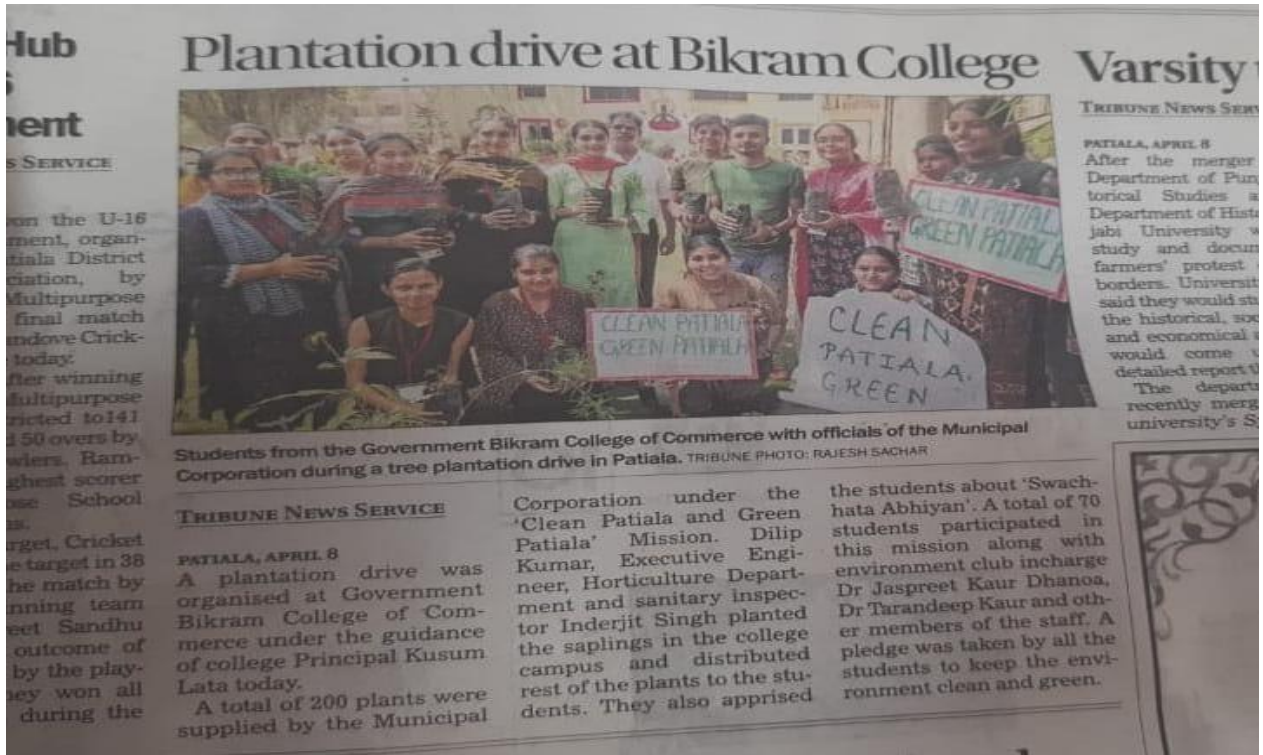 Hub
ment
S SERVICE
on the U-16
ment, organi-
tiala District
ciation, by
Multipurpose
final match
ndove Crick-
today.
fter winning
Multipurpose
ricted to141
50 overs by
wlers. Ram-
ghest scorer
ose School
ns.
rget, Cricket
e target in 38
he match by
nning team
eet Sandhu
outcome of
by the play-
hey won all
during the
Plantation drive at Bikram College
CLEAN PATIALA
GREEN PATIALA
CLEAN PATIALA
GREEN PATIALA
CLEAN
PATIALA.
GREEN
Students from the Government Bikram College of Commerce with officials of the Municipal
Corporation during a tree plantation drive in Patiala. TRIBUNE PHOTO: RAJESH SACHAR
TRIBUNE NEWS SERVICE
PATIALA, APRIL 8
A plantation drive was
organised at Government
Bikram College of Com-
merce under the guidance
of college Principal Kusum
Lata today.
A total of 200 plants were
supplied by the Municipal
Corporation under the
'Clean Patiala and Green
Patiala' Mission. Dilip
Kumar, Executive Engi-
neer, Horticulture Depart-
ment and sanitary inspec-
tor Inderjit Singh planted
the saplings in the college
campus and distributed
rest of the plants to the stu-
dents. They also apprised
the students about 'Swach-
hata Abhiyan'. A total of 70
students participated in
this mission along with
environment club incharge
Dr Jaspreet Kaur Dhanoa,
Dr Tarandeep Kaur and oth-
er members of the staff. A
pledge was taken by all the
students to keep the envi-
ronment clean and green.
Varsity
TRIBUNE NEWS SERV
PATIALA, APRIL 8
After the merger
Department of Pun
torical Studies a
Department of Hist
jabi University w
study and docum
farmers' protest
borders. Universit
said they would stu
the historical, soc
and economical a
would come u
detailed report th
The depart
recently merg
university's S